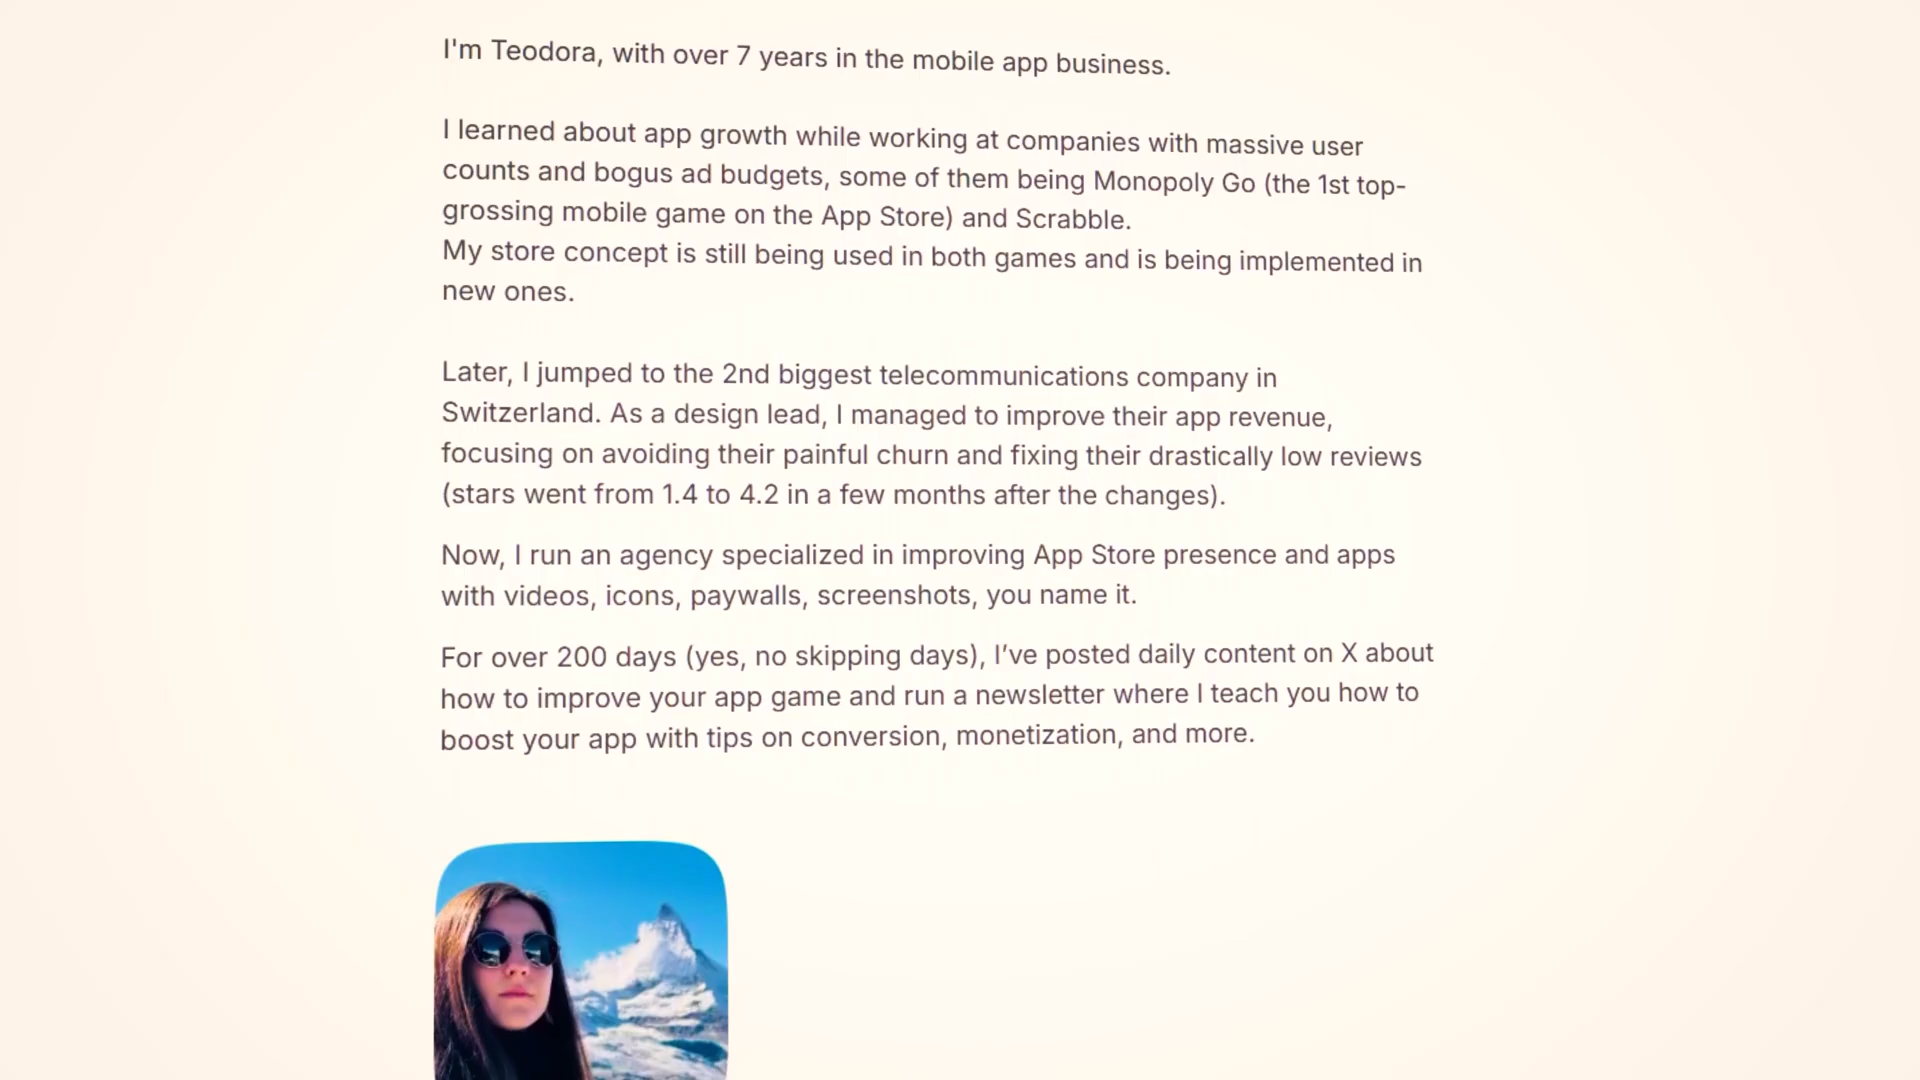 I'm Teodora, with over 7 years in the mobile app business.
I learned about app growth while working at companies with massive user
counts and bogus ad budgets, some of them being Monopoly Go (the 1st top-
grossing mobile game on the App Store) and Scrabble.
My store concept is still being used in both games and is being implemented in
new ones.
Later, I jumped to the 2nd biggest telecommunications company in
Switzerland. As a design lead, I managed to improve their app revenue,
focusing on avoiding their painful churn and fixing their drastically low reviews
(stars went from 1.4 to 4.2 in a few months after the changes).
Now, I run an agency specialized in improving App Store presence and apps
with videos, icons, paywalls, screenshots, you name it.
For over 200 days (yes, no skipping days), I’ve posted daily content on X about
how to improve your app game and run a newsletter where I teach you how to
boost your app with tips on conversion, monetization, and more.